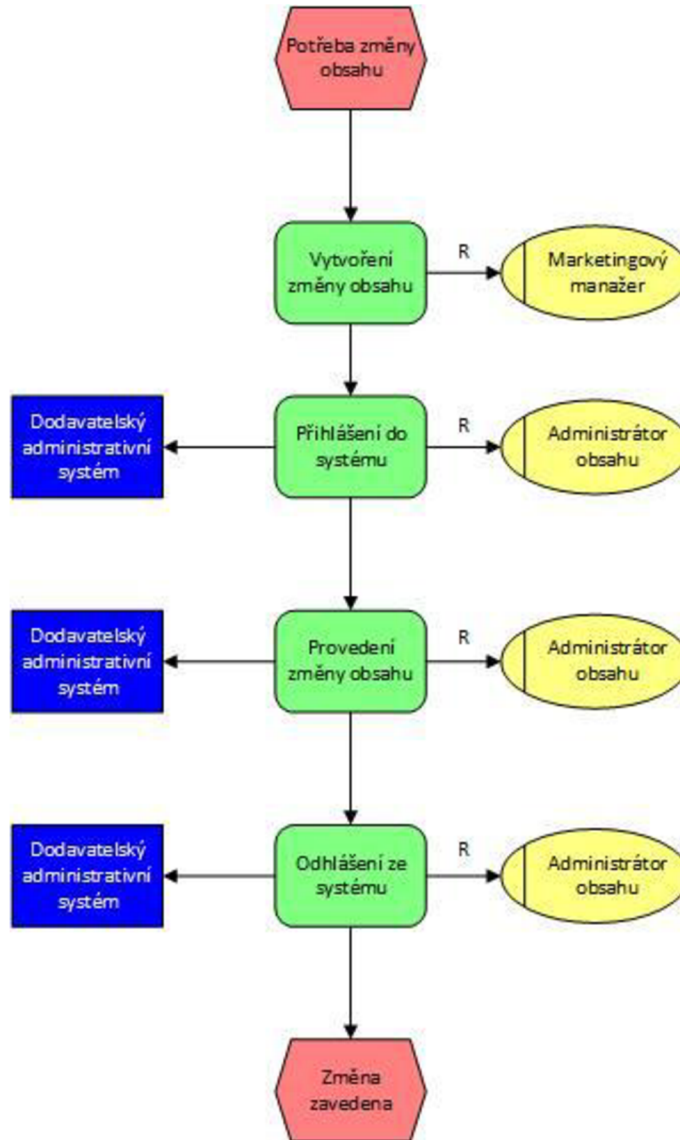 Potřeba změny
obsahu
Vytvoření
změny obsahu
R
Marketingový
manažer
Dodavatelský
administrativní
systém
Přihlášení do
systému
R
Administrátor
obsahu
Dodavatelský
administrativní
systém
Provedení
změny obsahu
R
Administrátor
obsahu
Dodavatelský
administrativní
systém
Odhlášení ze
systému
R
Administrátor
obsahu
Změna
zavedena